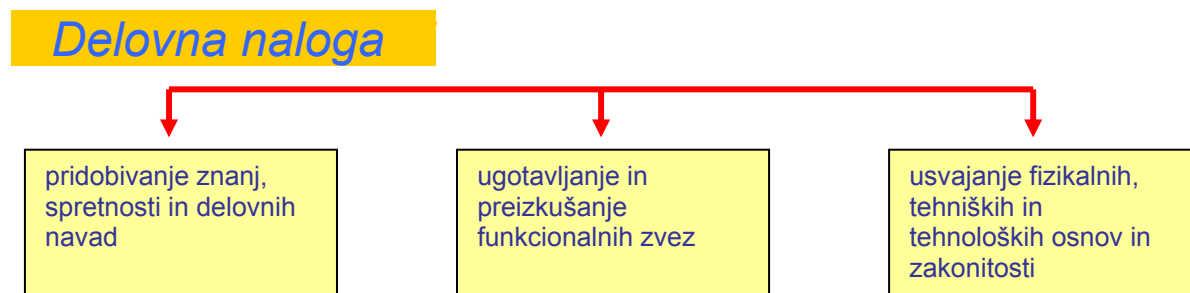 Delovna naloga
pridobivanje znanj,
spretnosti in delovnih
navad
ugotavljanje in
preizkušanje
funkcionalnih zvez
usvajanje fizikalnih,
tehniških in
tehnoloških osnov in
zakonitosti